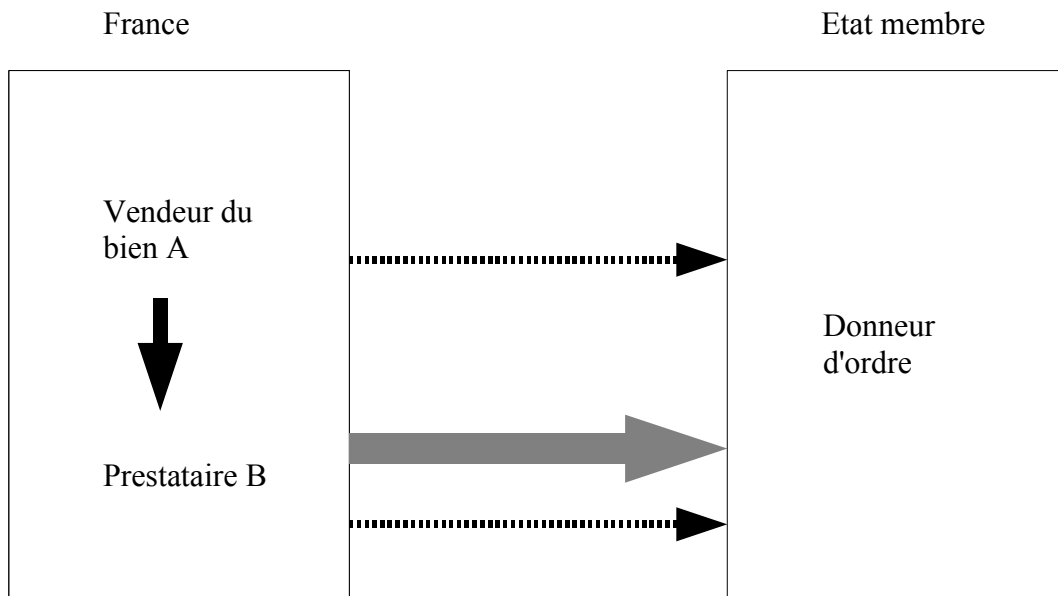 France
Etat membre
Vendeur du
bien A
Donneur
d'ordre
Prestataire B